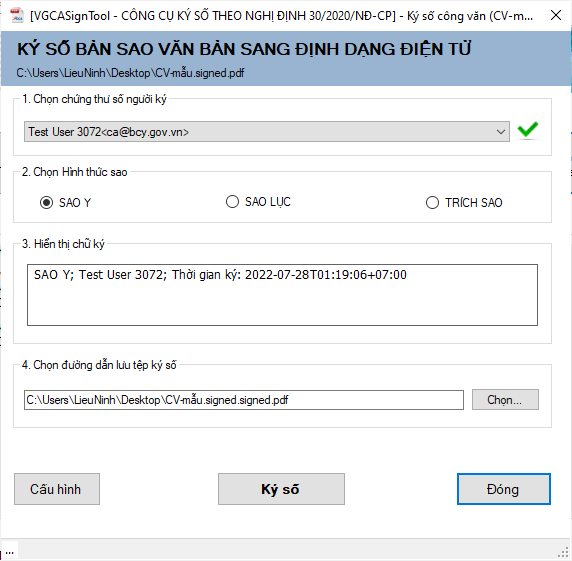 [VGCASignTool - CÔNG CỤ KÝ SỐ THEO NGHỊ ĐỊNH 30/2020/NĐ-CP] - Ký số công văn (CV-m...
KÝ SỐ BẢN SAO VĂN BẢN SANG ĐỊNH DẠNG ĐIỆN TỬ
C:\Users\LieuNinh\Desktop\CV-mẫu.signed.pdf
1. Chọn chứng thư số người ký
Test User 3072<ca@bcy.gov.vn>
2. Chọn Hình thức sao
SAO Y SAO LỤC TRÍCH SAO
3. Hiển thị chữ ký
SAO Y; Test User 3072; Thời gian ký: 2022-07-28T01:19:06+07:00
4. Chọn đường dẫn lưu tệp ký số
C:\Users\LieuNinh\Desktop\CV-mẫu.signed.signed.pdf Chọn...
Cấu hình Ký số Đóng
...